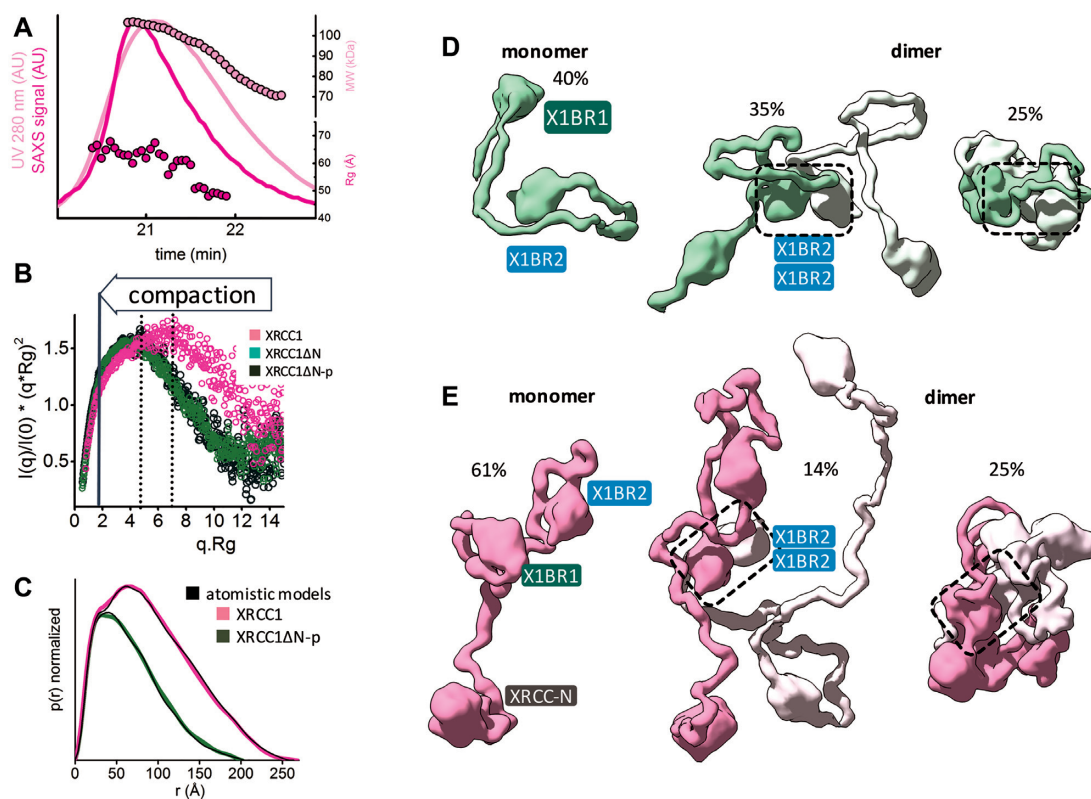 A
UV 280 nm (AU)
SAXS signal (AU)
100
90
80
70
MW (kDa)
70
60
50
40
Rg (Å)
21
22
time (min)
B
compaction
XRCC1
XRCC1ΔN
XRCC1ΔN-p
I(q)/I(0) * (q*Rg)²
1.5
1.0
0.5
0 2 4 6 8 10 12 14
q.Rg
C
atomistic models
XRCC1
XRCC1ΔN-p
p(r) normalized
0 50 100 150 200 250
r (Å)
D
monomer
dimer
40%
X1BR1
X1BR2
35%
X1BR2
X1BR2
25%
E
monomer
dimer
61%
X1BR2
X1BR1
XRCC-N
14%
X1BR2
X1BR2
25%